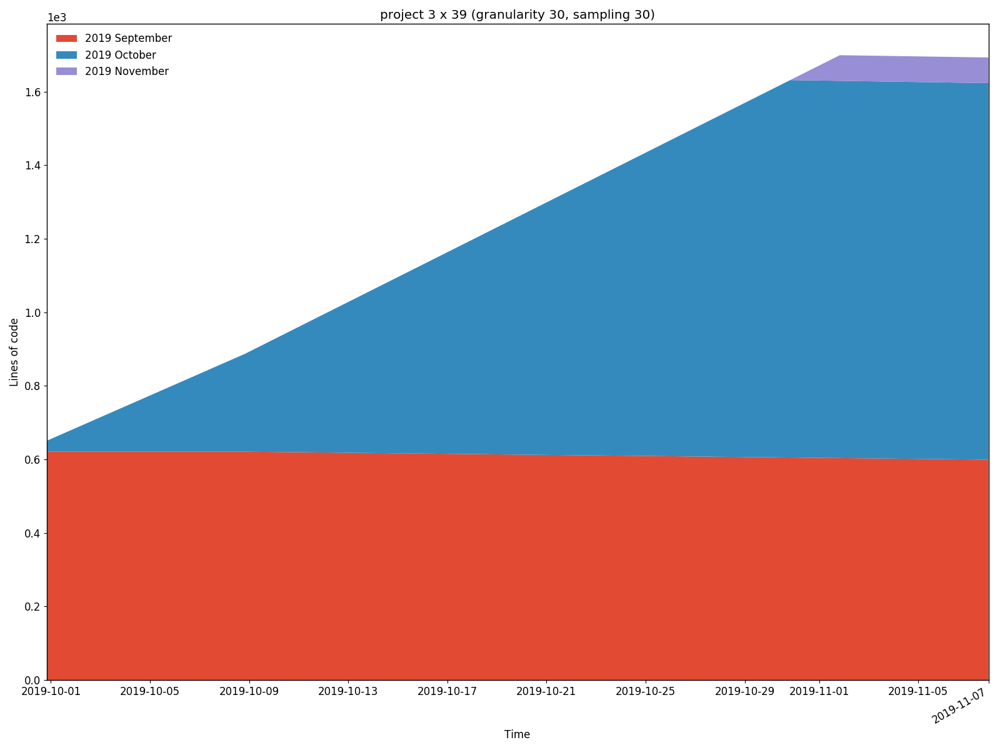 project 3 x 39 (granularity 30, sampling 30)
1e3
2019 September
2019 October
2019 November
1.6
1.4
1.2
1.0
0.8
0.6
0.4
0.2
0.0
Lines of code
2019-10-01 2019-10-05 2019-10-09 2019-10-13 2019-10-17 2019-10-21 2019-10-25 2019-10-29 2019-11-01 2019-11-05
2019-11-07
Time